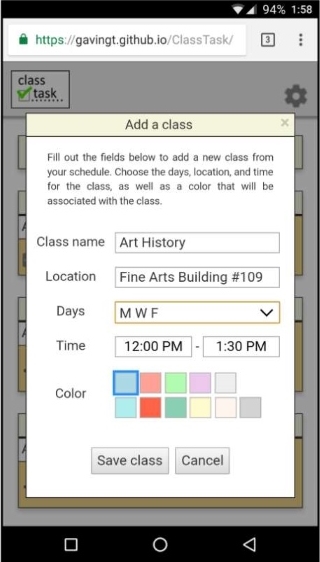 94% 1:58
https://gavingt.github.io/ClassTask/ 3
class
task
Add a class ×
Fill out the fields below to add a new class from
your schedule. Choose the days, location, and time
for the class, as well as a color that will be
associated with the class.
Class name Art History
Location Fine Arts Building #109
Days M W F
Time 12:00 PM - 1:30 PM
Color
Save class Cancel